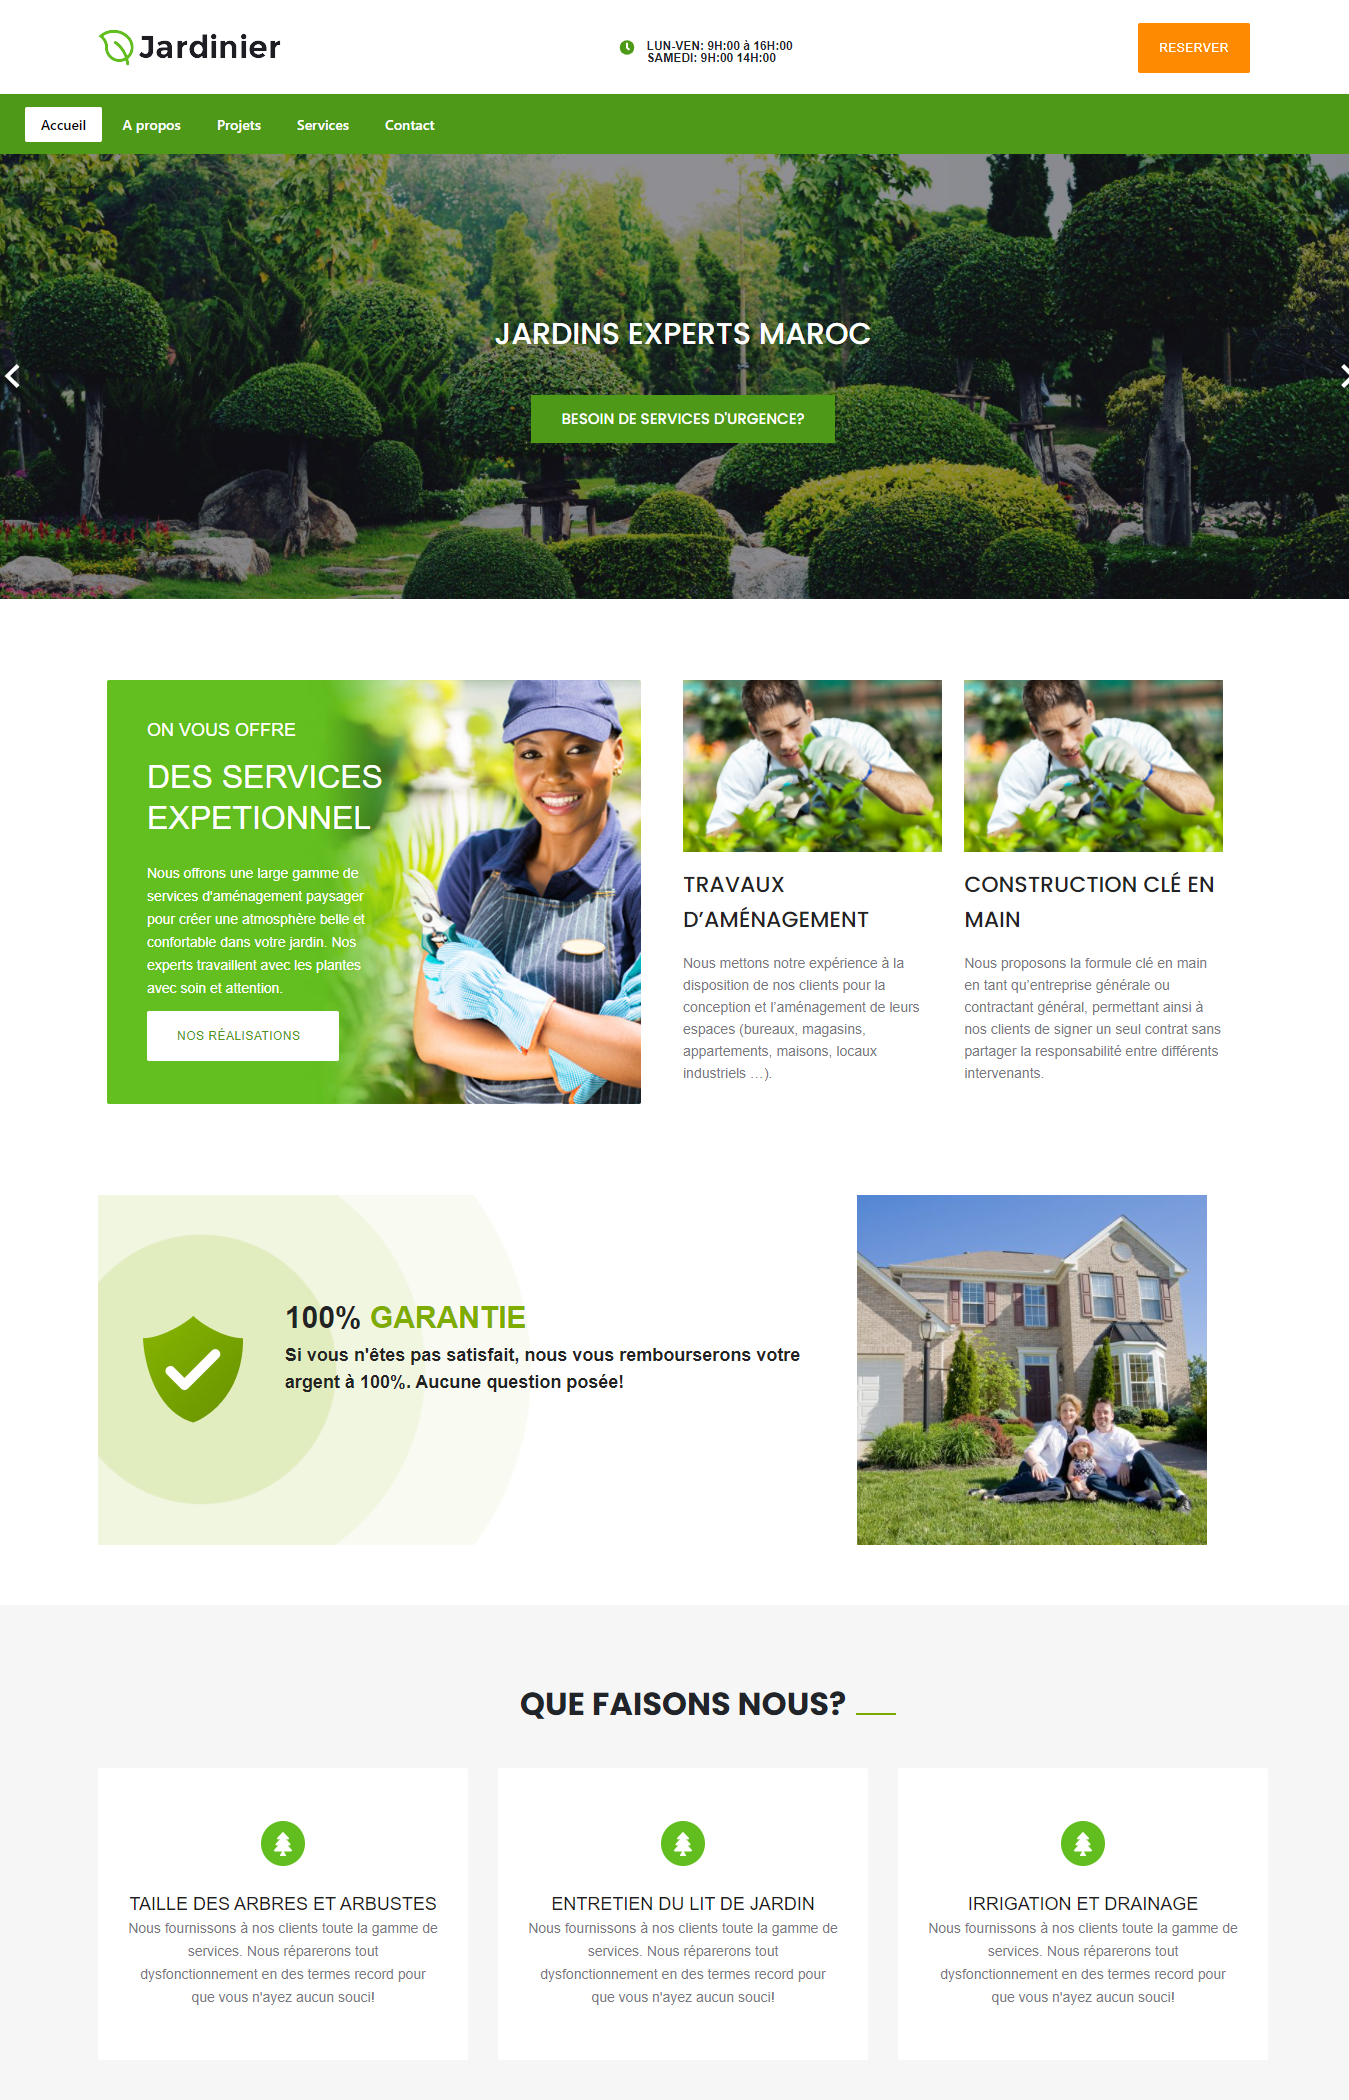 Jardinier
LUN-VEN: 9H:00 à 16H:00
SAMEDI: 9H:00 14H:00
RESERVER
Accueil
A propos
Projets
Services
Contact
JARDINS EXPERTS MAROC
BESOIN DE SERVICES D'URGENCE?
ON VOUS OFFRE
DES SERVICES
EXPETIONNEL
Nous offrons une large gamme de
services d'aménagement paysager
pour créer une atmosphère belle et
confortable dans votre jardin. Nos
experts travaillent avec les plantes
avec soin et attention.
NOS RÉALISATIONS
TRAVAUX
D’AMÉNAGEMENT
Nous mettons notre expérience à la
disposition de nos clients pour la
conception et l’aménagement de leurs
espaces (bureaux, magasins,
appartements, maisons, locaux
industriels …).
CONSTRUCTION CLÉ EN
MAIN
Nous proposons la formule clé en main
en tant qu’entreprise générale ou
contractant général, permettant ainsi à
nos clients de signer un seul contrat sans
partager la responsabilité entre différents
intervenants.
100% GARANTIE
Si vous n'êtes pas satisfait, nous vous rembourserons votre
argent à 100%. Aucune question posée!
QUE FAISONS NOUS?
TAILLE DES ARBRES ET ARBUSTES
Nous fournissons à nos clients toute la gamme de
services. Nous réparerons tout
dysfonctionnement en des termes record pour
que vous n'ayez aucun souci!
ENTRETIEN DU LIT DE JARDIN
Nous fournissons à nos clients toute la gamme de
services. Nous réparerons tout
dysfonctionnement en des termes record pour
que vous n'ayez aucun souci!
IRRIGATION ET DRAINAGE
Nous fournissons à nos clients toute la gamme de
services. Nous réparerons tout
dysfonctionnement en des termes record pour
que vous n'ayez aucun souci!